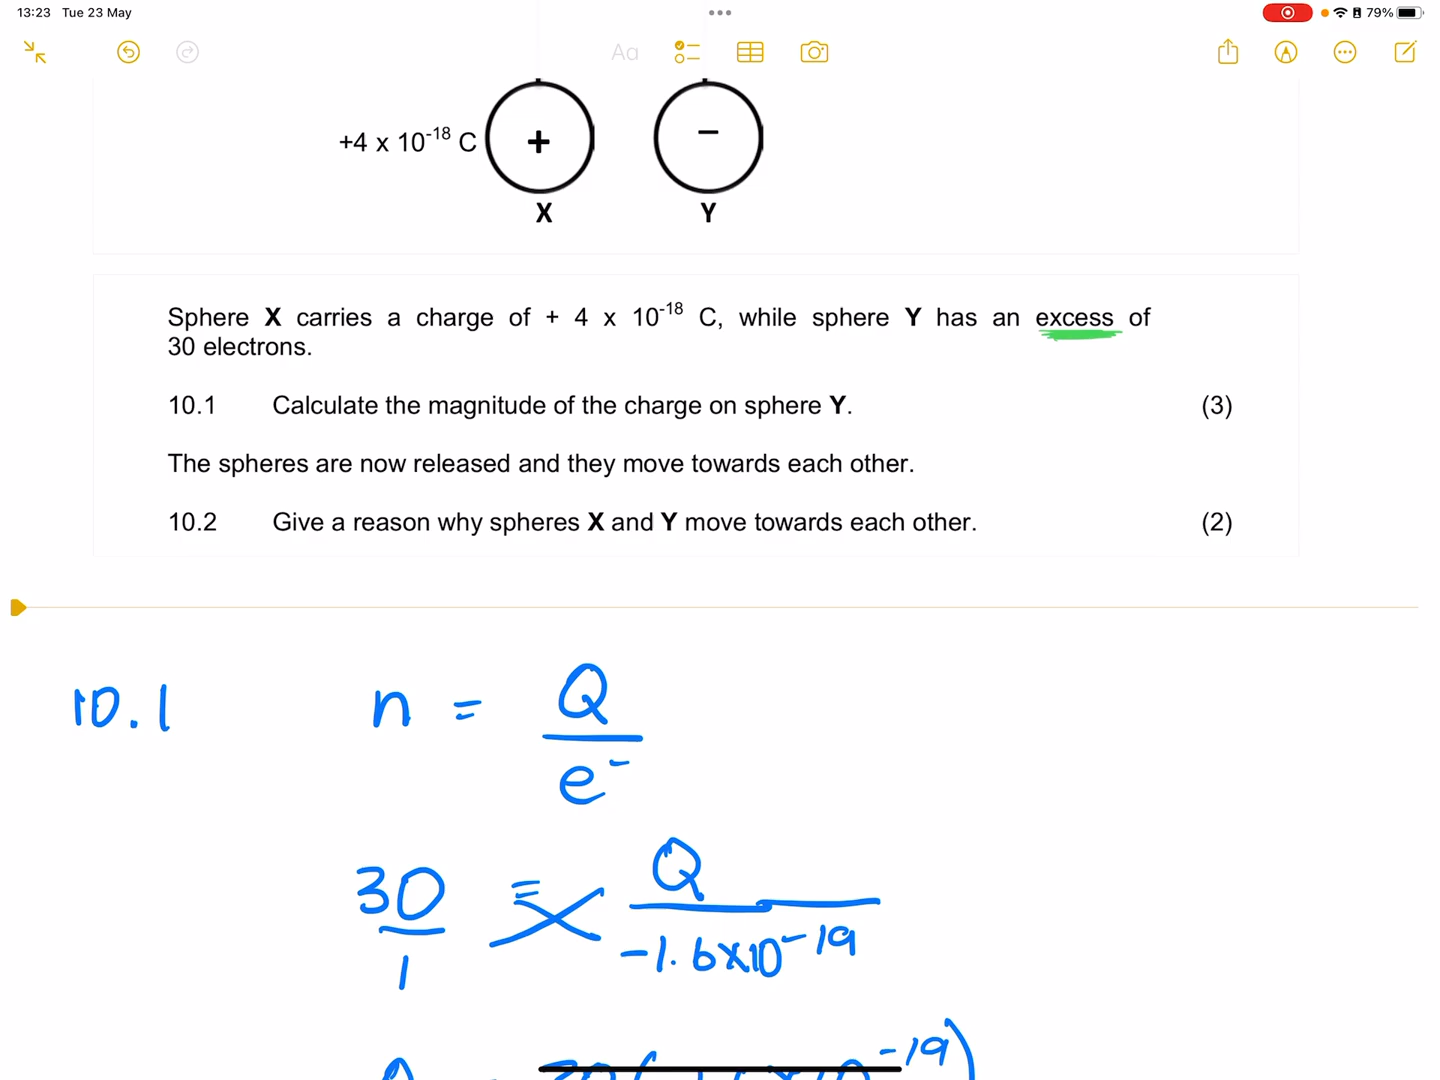 13:23 Tue 23 May
79%
Aa
+4 x 10⁻¹⁸ C
+
−
X
Y
Sphere X carries a charge of + 4 x 10⁻¹⁸ C, while sphere Y has an excess of
30 electrons.
10.1 Calculate the magnitude of the charge on sphere Y. (3)
The spheres are now released and they move towards each other.
10.2 Give a reason why spheres X and Y move towards each other. (2)
10.1 n = Q
e⁻
30 = Q
1 -1.6x10⁻¹⁹
⁻¹⁹)